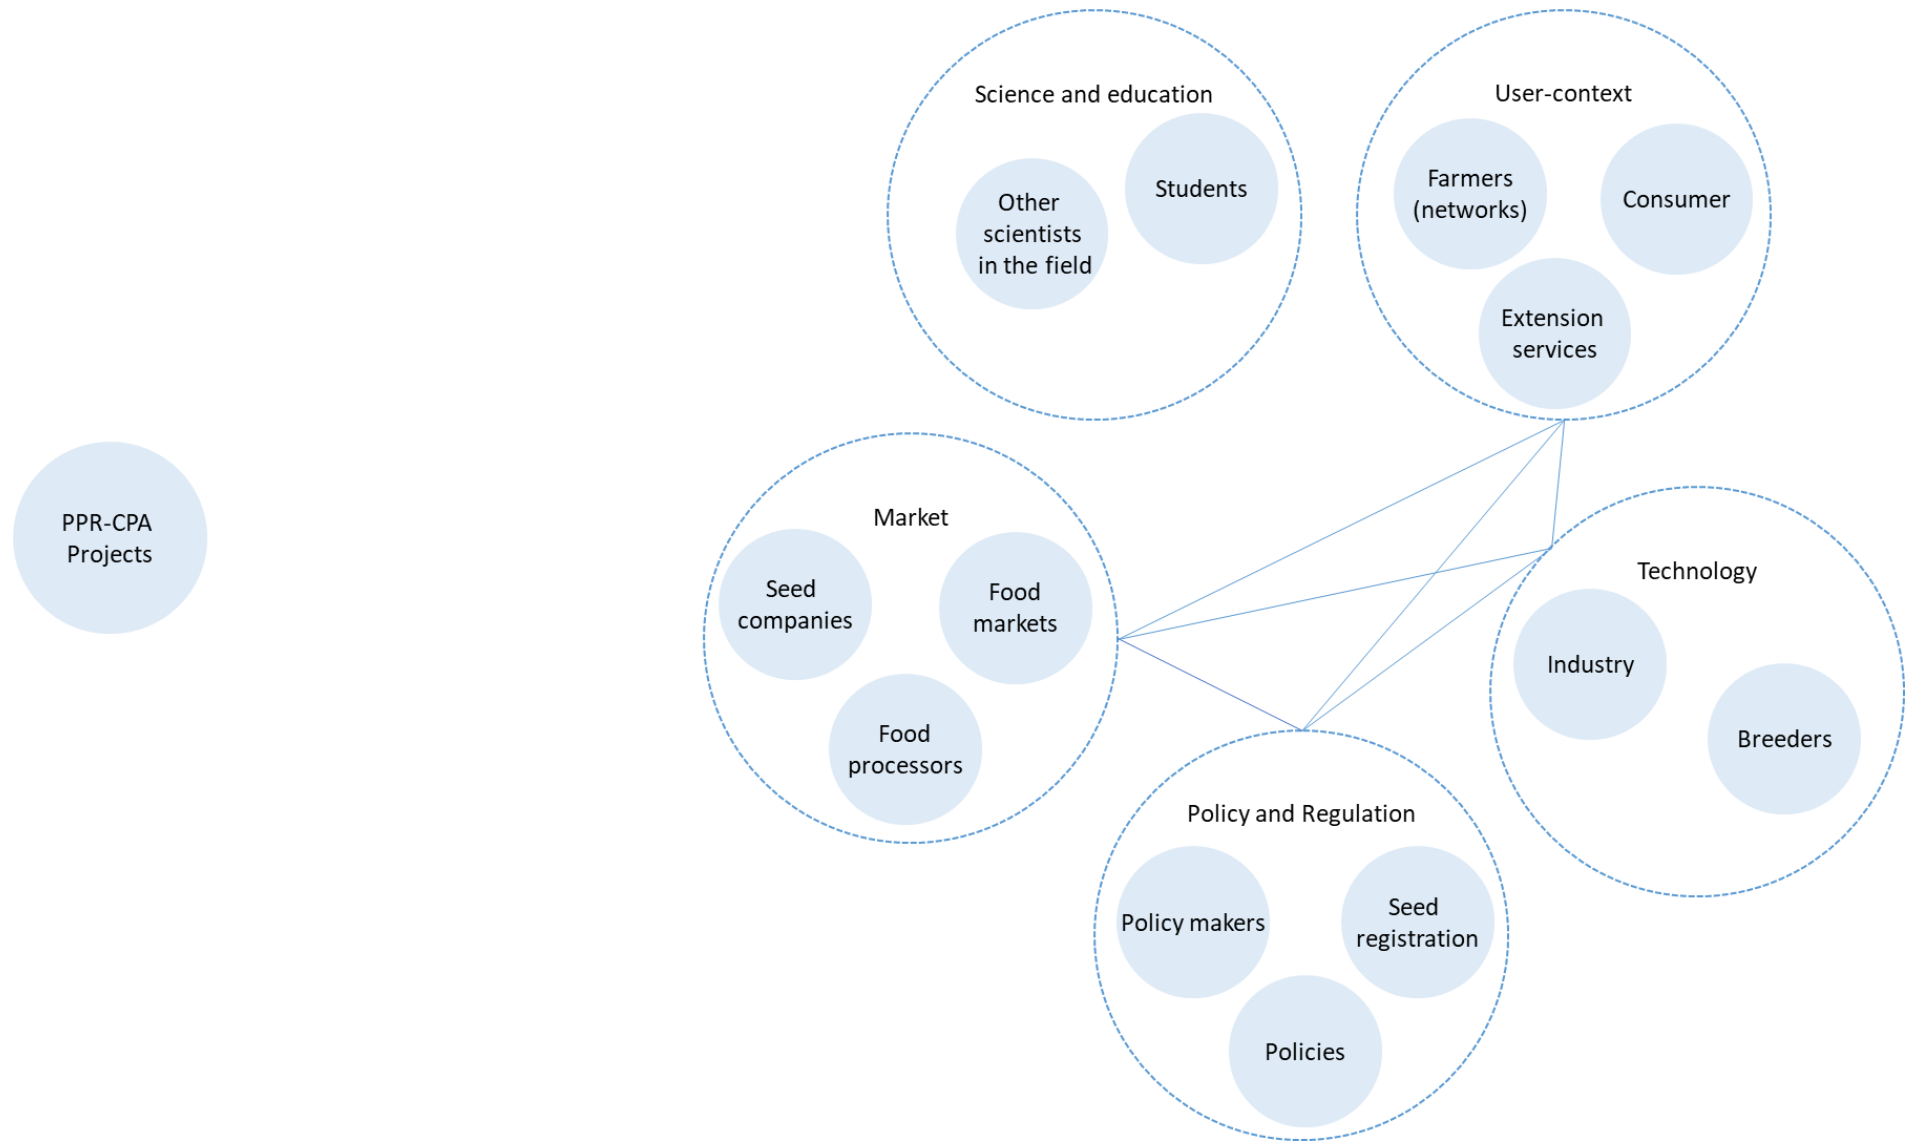 Science and education
Other
scientists
in the field
Students
User-context
Farmers
(networks)
Consumer
Extension
services
PPR-CPA
Projects
Market
Seed
companies
Food
markets
Food
processors
Technology
Industry
Breeders
Policy and Regulation
Policy makers
Seed
registration
Policies